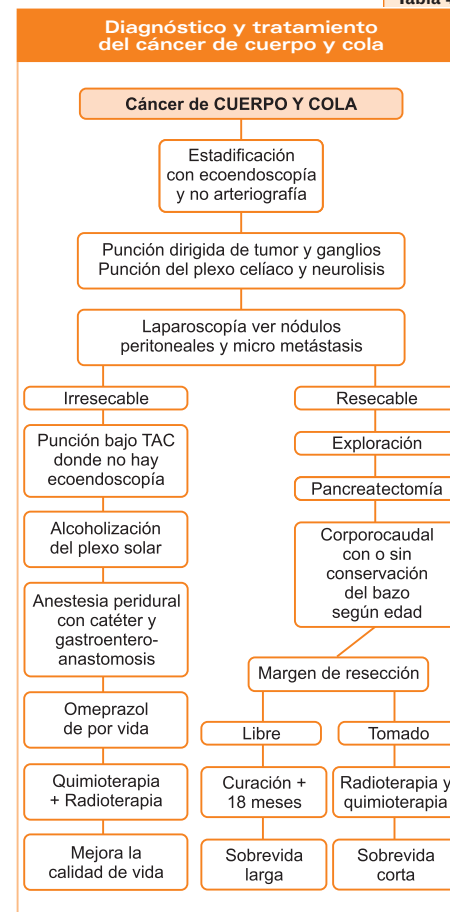 Tabla
Diagnóstico y tratamiento
del cáncer de cuerpo y cola
Cáncer de CUERPO Y COLA
Estadificación
con ecoendoscopía
y no arteriografía
Punción dirigida de tumor y ganglios
Punción del plexo celíaco y neurolisis
Laparoscopía ver nódulos
peritoneales y micro metástasis
Irresecable
Punción bajo TAC
donde no hay
ecoendoscopía
Alcoholización
del plexo solar
Anestesia peridural
con catéter y
gastroentero-
anastomosis
Omeprazol
de por vida
Quimioterapia
+ Radioterapia
Mejora la
calidad de vida
Resecable
Exploración
Pancreatectomía
Corporocaudal
con o sin
conservación
del bazo
según edad
Margen de resección
Libre
Curación +
18 meses
Sobrevida
larga
Tomado
Radioterapia y
quimioterapia
Sobrevida
corta